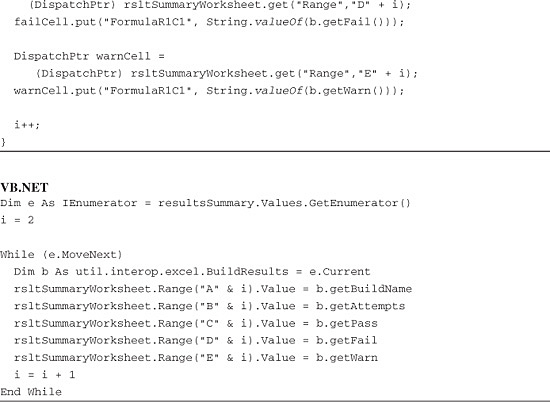 (DispatchPtr) rsltSummaryWorksheet.get("Range","D" + i);
failCell.put("FormulaR1C1", String.valueOf(b.getFail()));
DispatchPtr warnCell =
(DispatchPtr) rsltSummaryWorksheet.get("Range","E" + i);
warnCell.put("FormulaR1C1", String.valueOf(b.getWarn()));
i++;
}
VB.NET
Dim e As IEnumerator = resultsSummary.Values.GetEnumerator()
i = 2
While (e.MoveNext)
Dim b As util.interop.excel.BuildResults = e.Current
rsltSummaryWorksheet.Range("A" & i).Value = b.getBuildName
rsltSummaryWorksheet.Range("B" & i).Value = b.getAttempts
rsltSummaryWorksheet.Range("C" & i).Value = b.getPass
rsltSummaryWorksheet.Range("D" & i).Value = b.getFail
rsltSummaryWorksheet.Range("E" & i).Value = b.getWarn
i = i + 1
End While